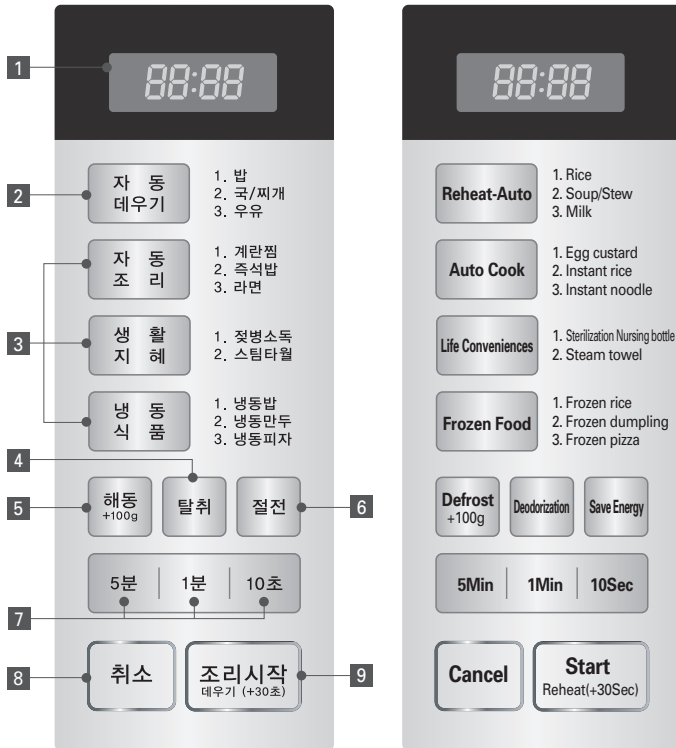 1
88:88
2
자 동
데우기
1. 밥
2. 국/찌개
3. 우유
자 동
조 리
1. 계란찜
2. 즉석밥
3. 라면
3
생 활
지 혜
1. 젖병소독
2. 스팀타월
냉 동
식 품
1. 냉동밥
2. 냉동만두
3. 냉동피자
4
5
해동
+100g
탈취
절전
6
5분
1분
10초
7
8
취소
조리시작
데우기 (+30초)
9
88:88
Reheat-Auto
1. Rice
2. Soup/Stew
3. Milk
Auto Cook
1. Egg custard
2. Instant rice
3. Instant noodle
Life Conveniences
1. Sterilization Nursing bottle
2. Steam towel
Frozen Food
1. Frozen rice
2. Frozen dumpling
3. Frozen pizza
Defrost
+100g
Deodorization
Save Energy
5Min
1Min
10Sec
Cancel
Start
Reheat(+30Sec)